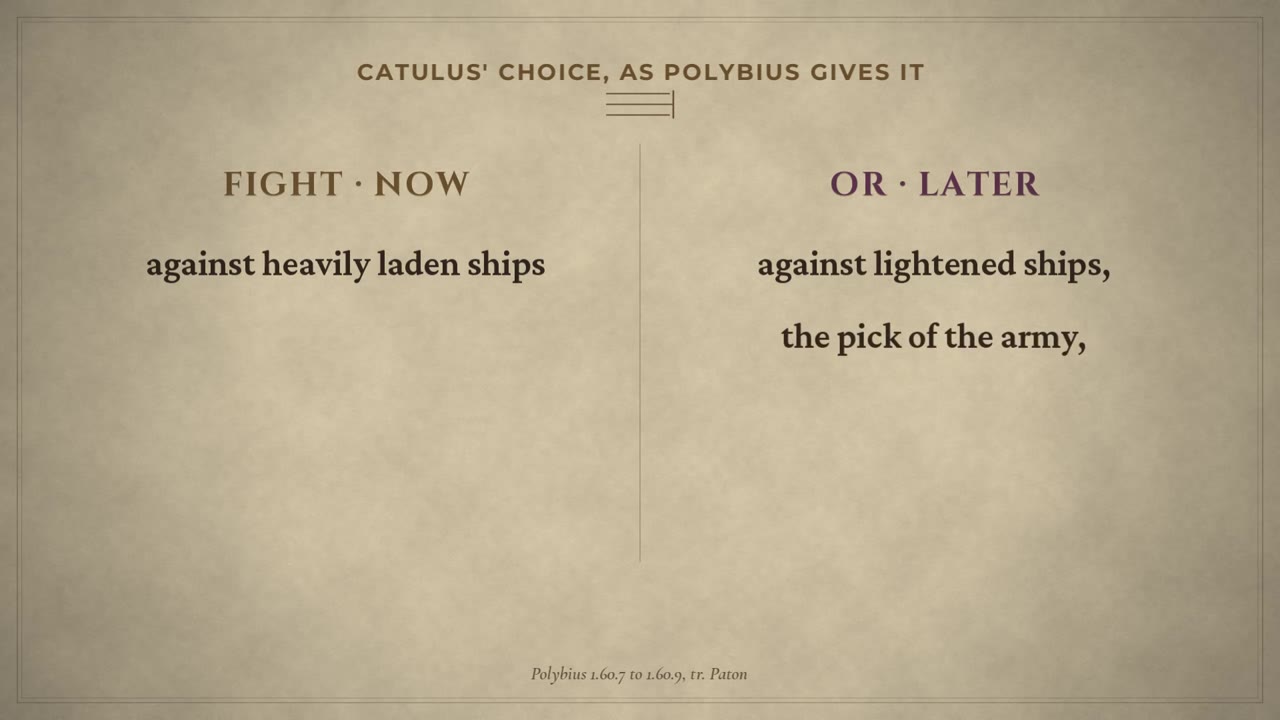 CATULUS' CHOICE, AS POLYBIUS GIVES IT
FIGHT · NOW
against heavily laden ships
OR · LATER
against lightened ships,
the pick of the army,
Polybius 1.60.7 to 1.60.9, tr. Paton